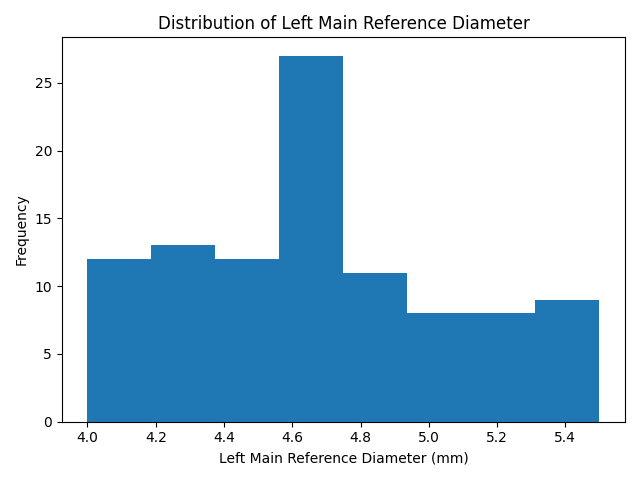 Distribution of Left Main Reference Diameter
Frequency
25
20
15
10
5
0
4.0 4.2 4.4 4.6 4.8 5.0 5.2 5.4
Left Main Reference Diameter (mm)